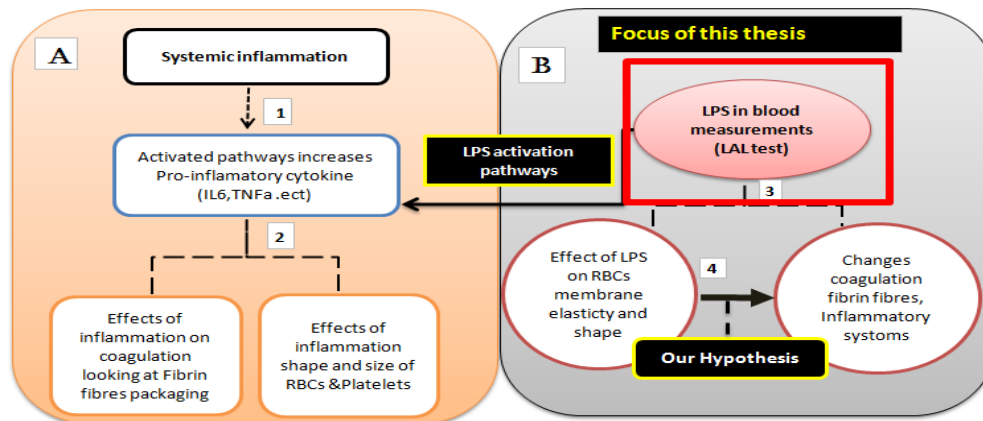 A
Systemic inflammation
1
Activated pathways increases
Pro-inflamatory cytokine
(IL6,TNFa .ect)
2
Effects of
inflammation on
coagulation
looking at Fibrin
fibres packaging
Effects of
inflammation
shape and size of
RBCs &Platelets
LPS activation
pathways
Focus of this thesis
B
LPS in blood
measurements
(LAL test)
3
Effect of LPS
on RBCs
membrane
elasticty and
shape
4
Changes
coagulation
fibrin fibres,
Inflammatory
systoms
Our Hypothesis